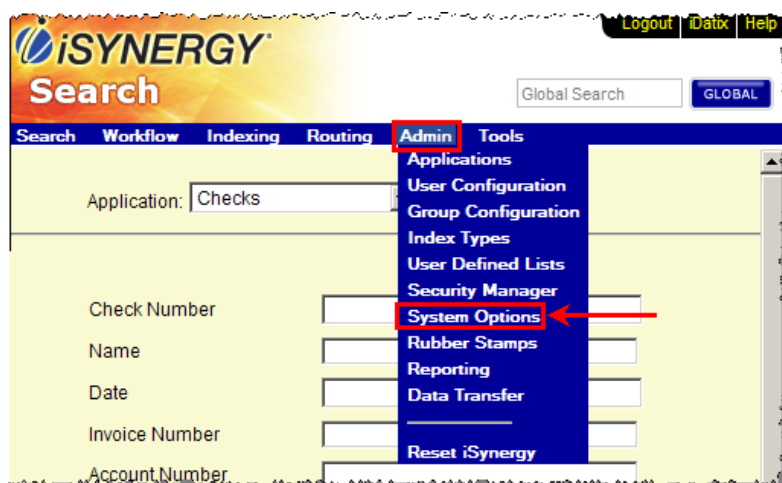 Logout iDatix Help
iSYNERGY
Search
Global Search GLOBAL
Search Workflow Indexing Routing Admin Tools
Applications
User Configuration
Group Configuration
Index Types
User Defined Lists
Security Manager
System Options
Rubber Stamps
Reporting
Data Transfer
Reset iSynergy
Application: Checks
Check Number
Name
Date
Invoice Number
Account Number